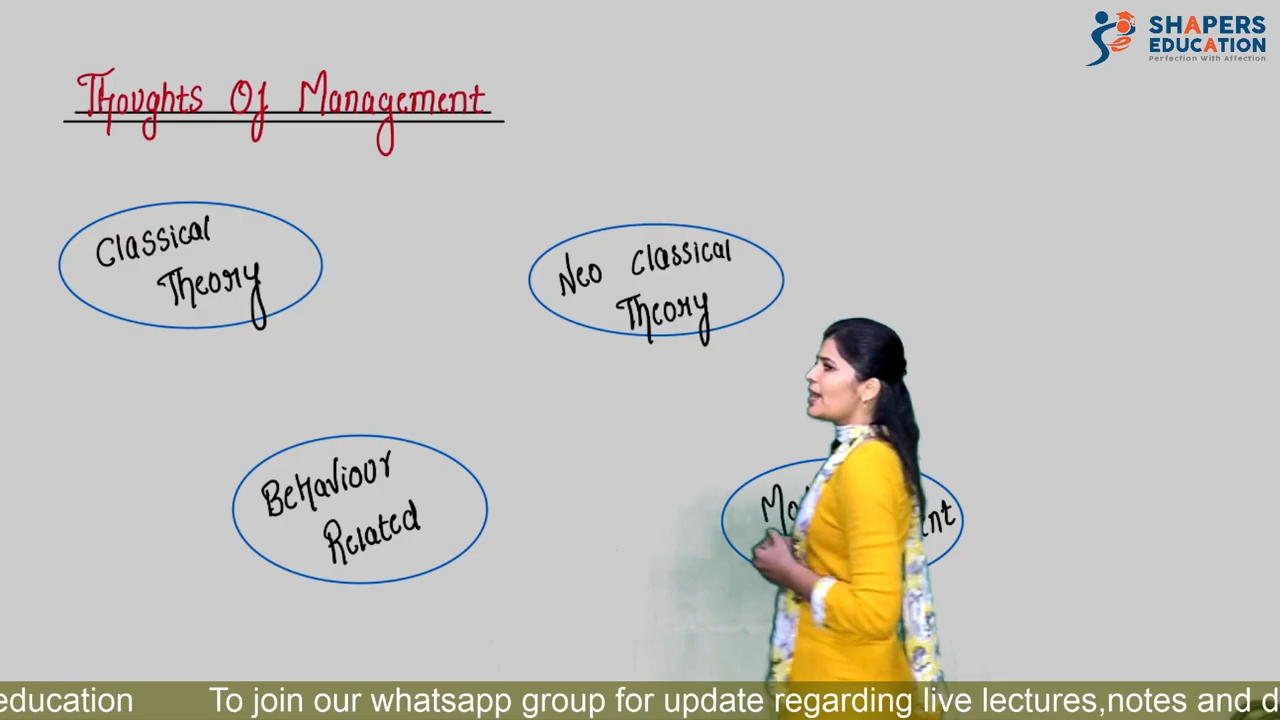 SHAPERS
EDUCATION
Perfection With Affection
Thoughts Of Management
Classical
Theory
Neo Classical
Theory
Behaviour
Related
education To join our whatsapp group for update regarding live lectures,notes and